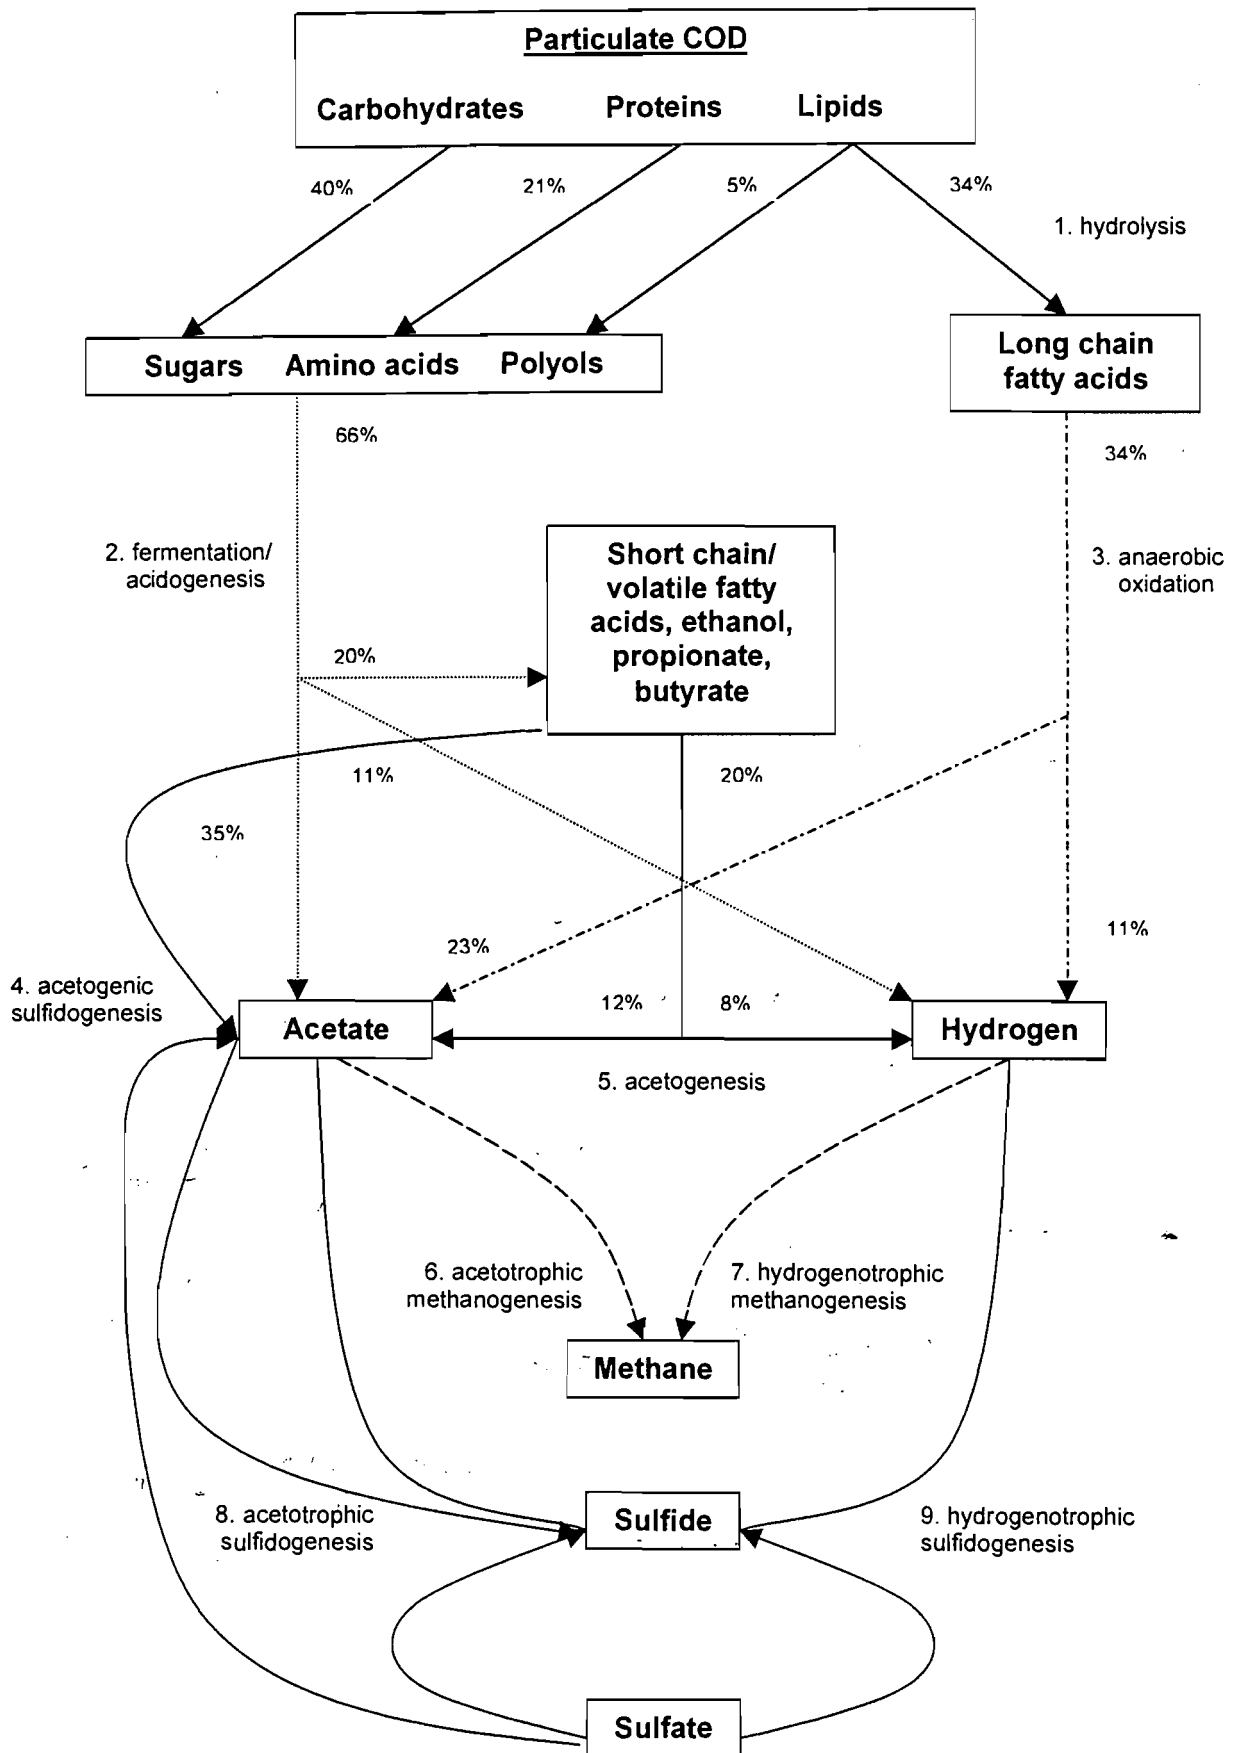 Particulate COD
Carbohydrates Proteins Lipids
40% 21% 5% 34%
1. hydrolysis
Sugars Amino acids Polyols
Long chain
fatty acids
66%
34%
2. fermentation/
acidogenesis
Short chain/
volatile fatty
acids, ethanol,
propionate,
butyrate
3. anaerobic
oxidation
20%
11%
20%
35%
23%
11%
4. acetogenic
sulfidogenesis
12%
8%
Acetate
Hydrogen
5. acetogenesis
6. acetotrophic
methanogenesis
7. hydrogenotrophic
methanogenesis
Methane
8. acetotrophic
sulfidogenesis
Sulfide
9. hydrogenotrophic
sulfidogenesis
Sulfate